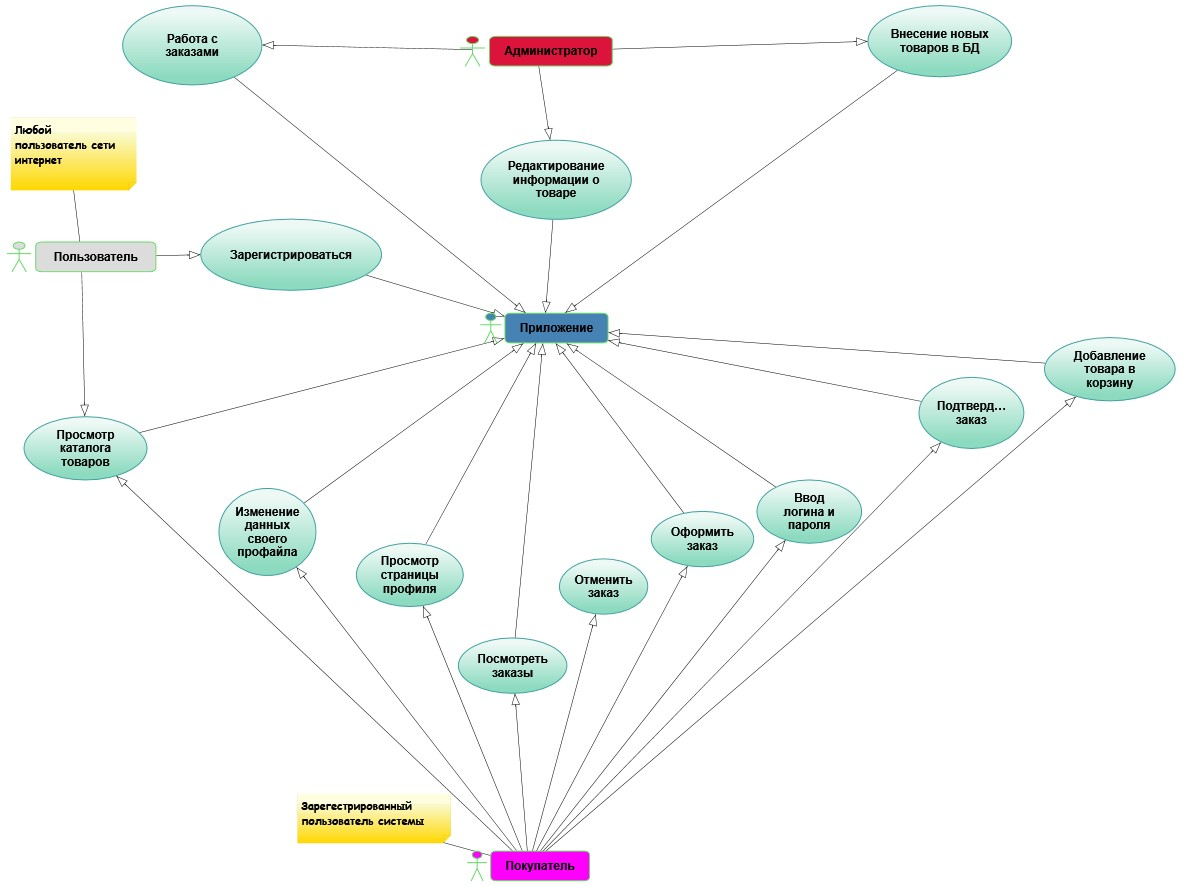 Работа с
заказами
Администратор
Внесение новых
товаров в БД
Любой
пользователь сети
интернет
Редактирование
информации о
товаре
Пользователь
Зарегистрироваться
Приложение
Добавление
товара в
корзину
Подтверд...
заказ
Просмотр
каталога
товаров
Изменение
данных
своего
профайла
Ввод
логина и
пароля
Оформить
заказ
Просмотр
страницы
профиля
Отменить
заказ
Посмотреть
заказы
Зарегестрированный
пользователь системы
Покупатель